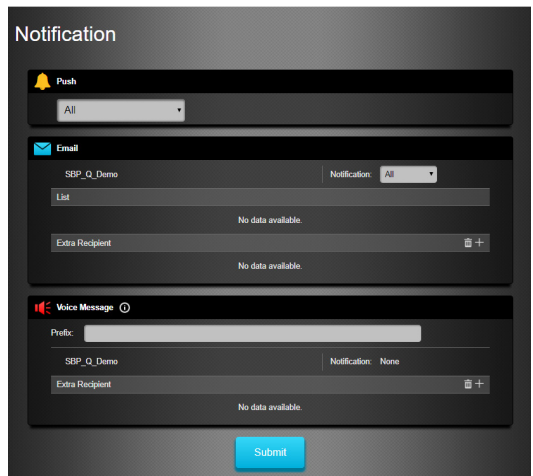 Notification
Push
All
Email
SBP_Q_Demo Notification: All
List
No data available.
Extra Recipient
No data available.
Voice Message
Prefix:
SBP_Q_Demo Notification: None
Extra Recipient
No data available.
Submit